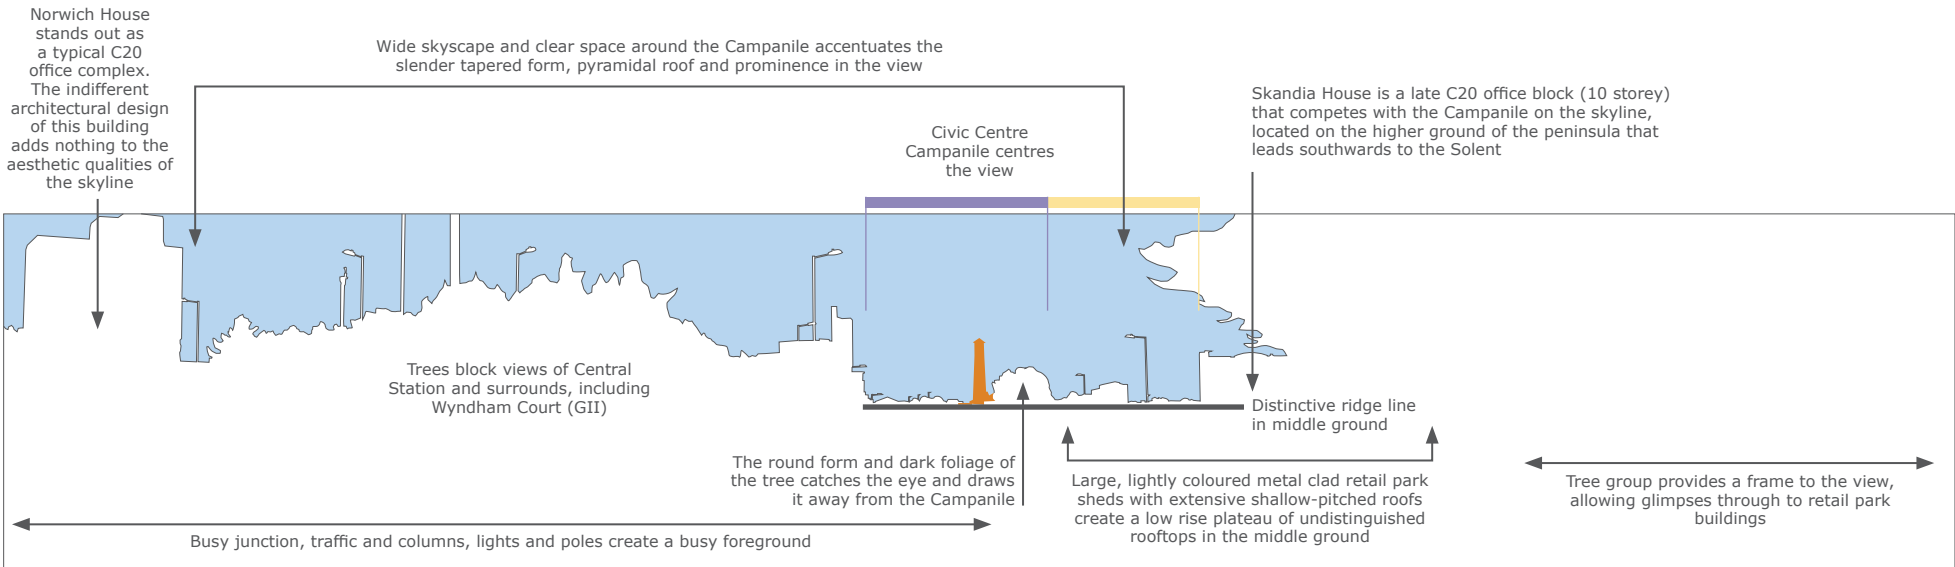 Norwich House
stands out as
a typical C20
office complex.
The indifferent
architectural design
of this building
adds nothing to the
aesthetic qualities of
the skyline
Wide skyscape and clear space around the Campanile accentuates the
slender tapered form, pyramidal roof and prominence in the view
Civic Centre
Campanile centres
the view
Skandia House is a late C20 office block (10 storey)
that competes with the Campanile on the skyline,
located on the higher ground of the peninsula that
leads southwards to the Solent
Trees block views of Central
Station and surrounds, including
Wyndham Court (GII)
Distinctive ridge line
in middle ground
The round form and dark foliage of
the tree catches the eye and draws
it away from the Campanile
Large, lightly coloured metal clad retail park
sheds with extensive shallow-pitched roofs
create a low rise plateau of undistinguished
rooftops in the middle ground
Tree group provides a frame to the view,
allowing glimpses through to retail park
buildings
Busy junction, traffic and columns, lights and poles create a busy foreground